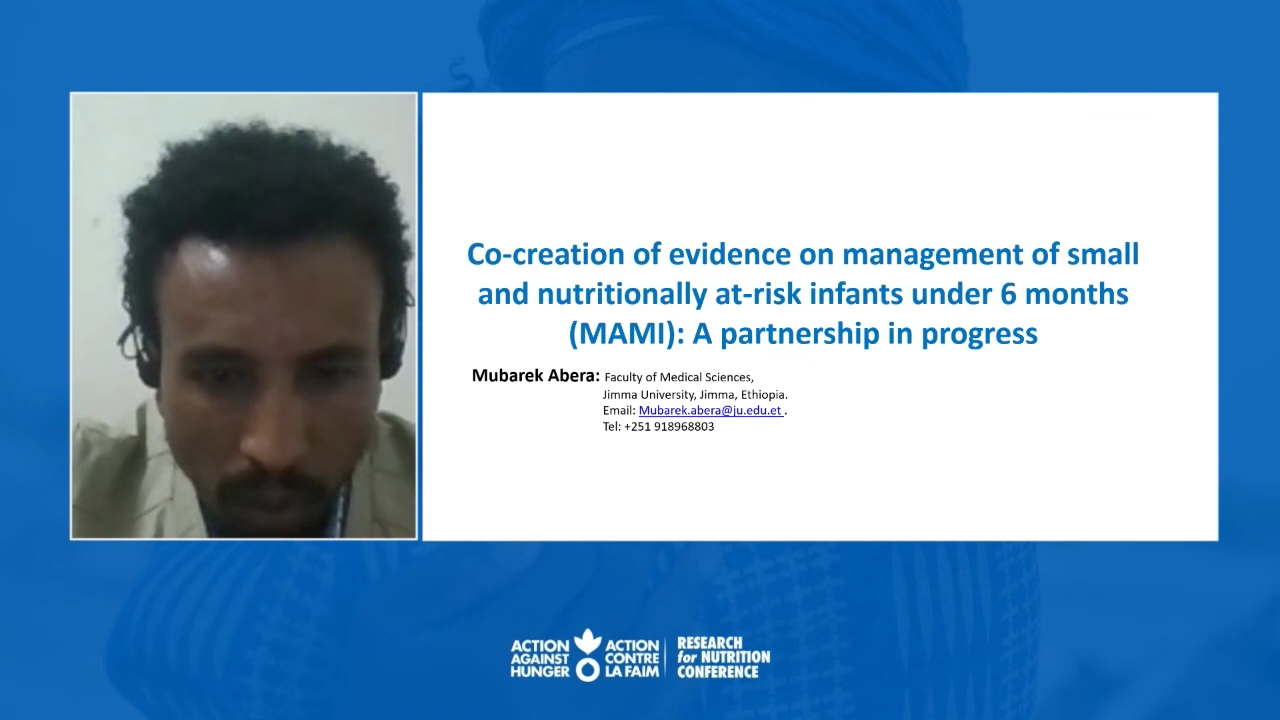 Co-creation of evidence on management of small
and nutritionally at-risk infants under 6 months
(MAMI): A partnership in progress
Mubarek Abera: Faculty of Medical Sciences,
Jimma University, Jimma, Ethiopia.
Email: Mubarek.abera@ju.edu.et .
Tel: +251 918968803
ACTION
AGAINST
HUNGER
ACTION
CONTRE
LA FAIM
RESEARCH
for NUTRITION
CONFERENCE